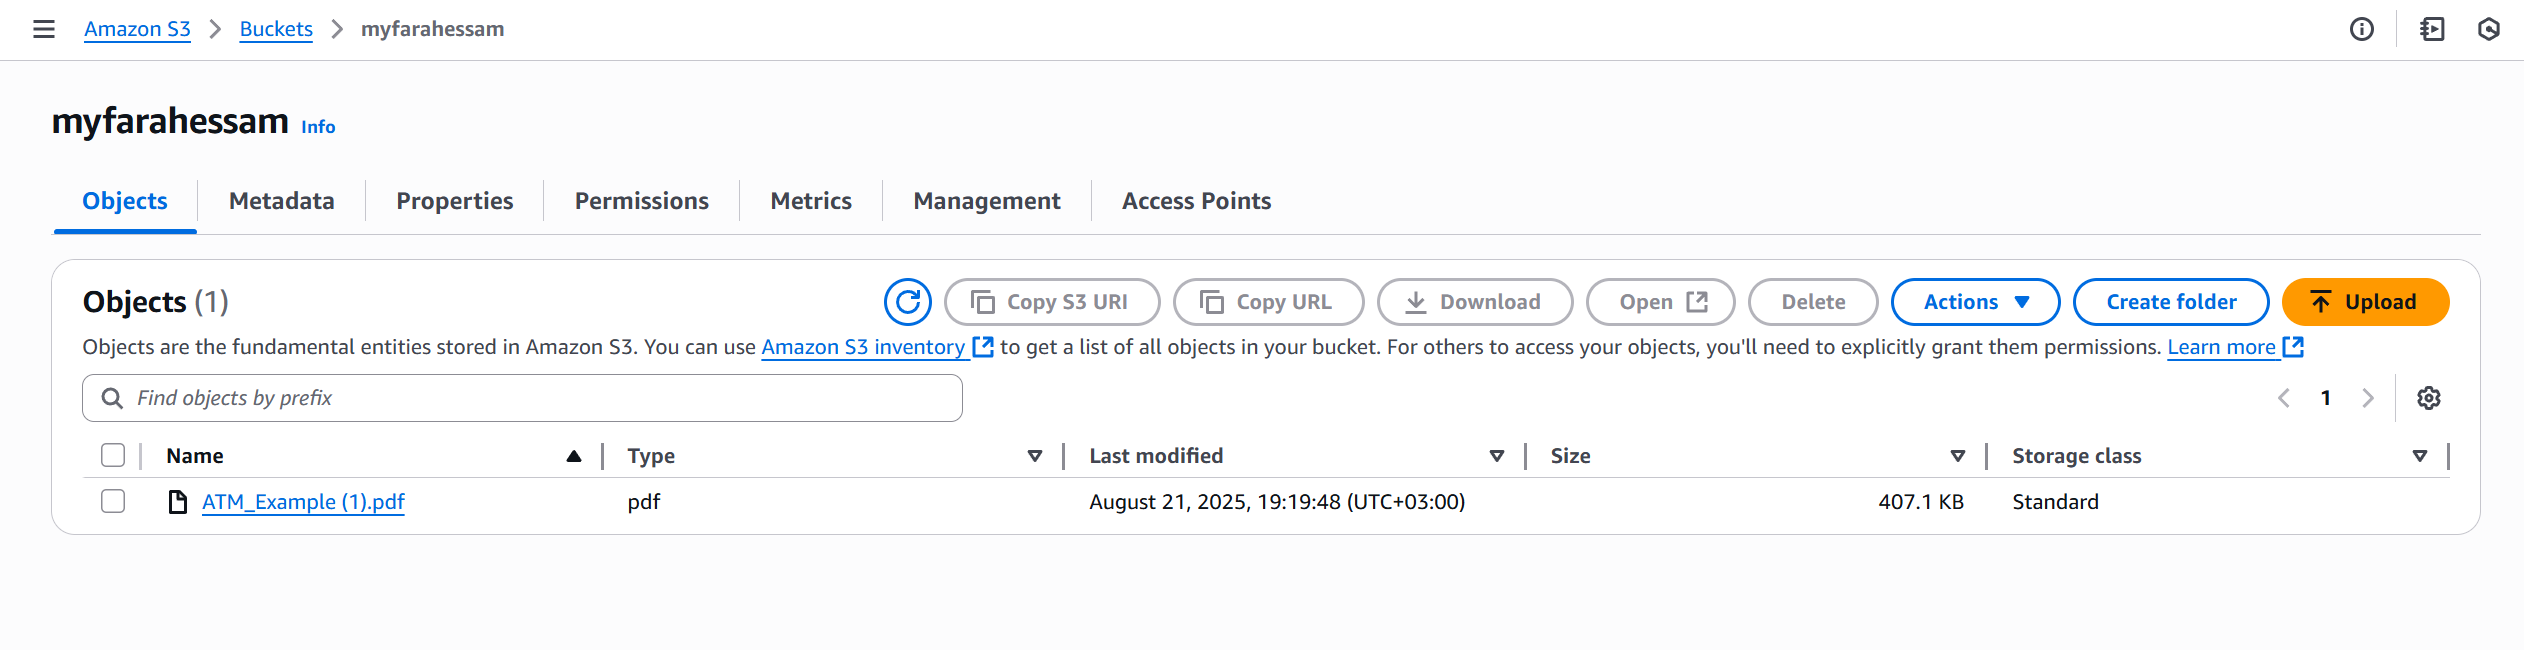 Amazon S3 > Buckets > myfarahessam
myfarahessam Info
Objects Metadata Properties Permissions Metrics Management Access Points
Objects (1) Copy S3 URI Copy URL Download Open Delete Actions Create folder Upload
Objects are the fundamental entities stored in Amazon S3. You can use Amazon S3 inventory to get a list of all objects in your bucket. For others to access your objects, you'll need to explicitly grant them permissions. Learn more
Find objects by prefix 1
Name Type Last modified Size Storage class
ATM_Example (1).pdf pdf August 21, 2025, 19:19:48 (UTC+03:00) 407.1 KB Standard